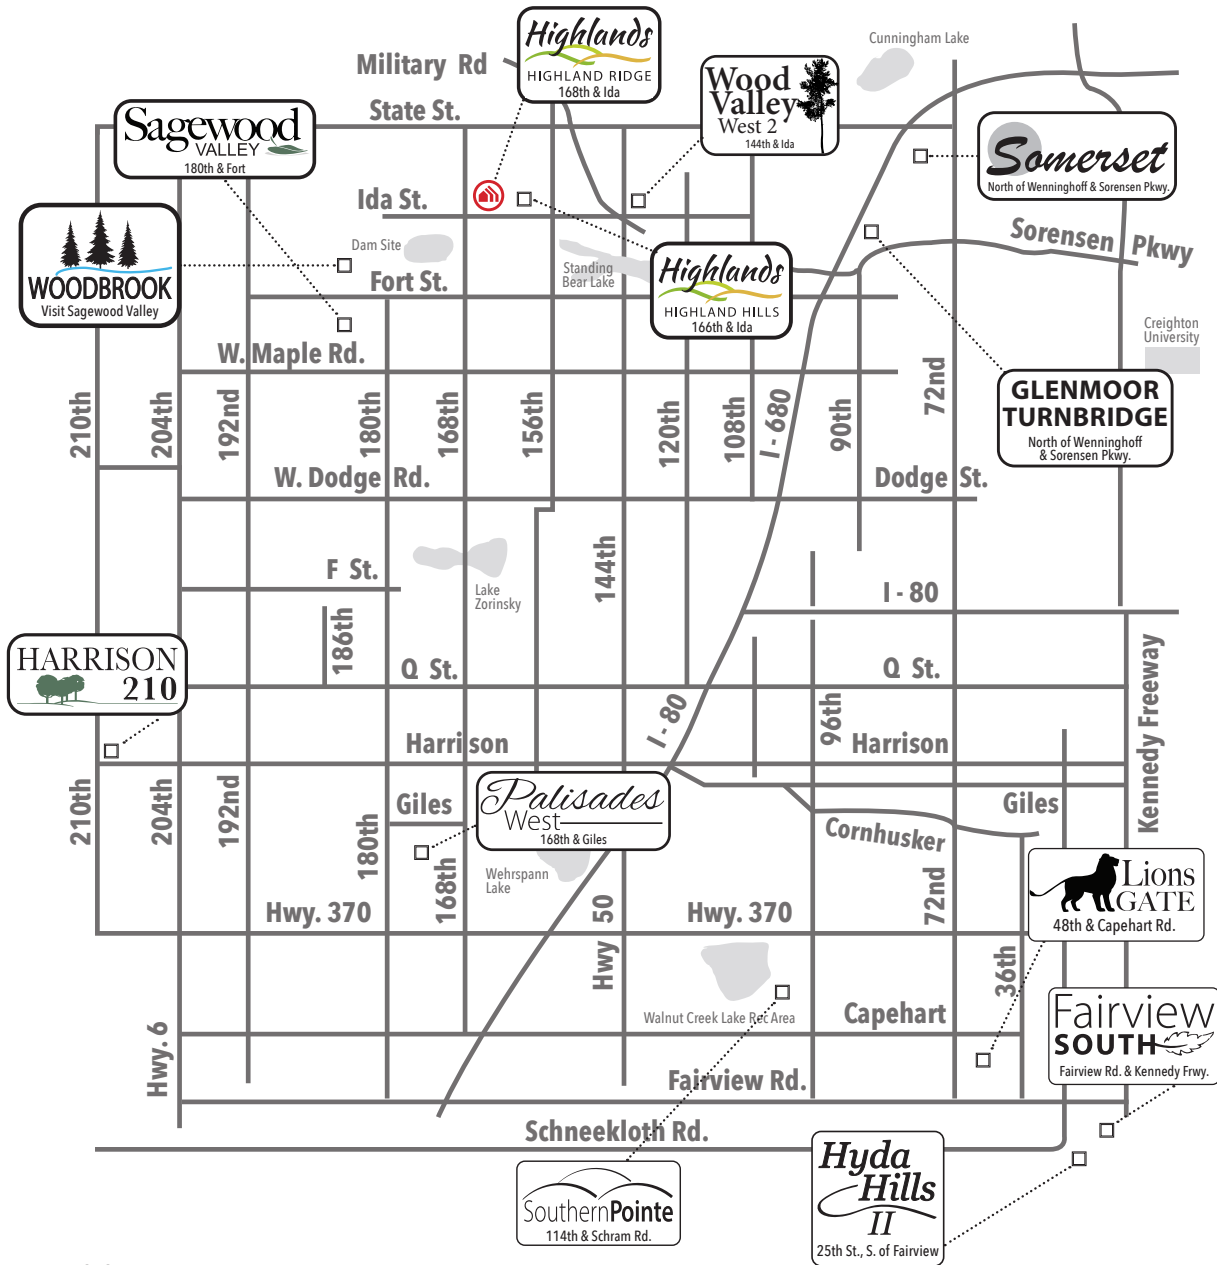 Highlands
HIGHLAND RIDGE
168th & Ida
Cunningham Lake
Military Rd
Wood
Valley
West 2
144th & Ida
State St.
Sagewood
VALLEY
180th & Fort
Somerset
North of Wenninghoff & Sorensen Pkwy.
Ida St.
WOODBROOK
Visit Sagewood Valley
Dam Site
Standing
Bear Lake
Sorensen Pkwy
Fort St.
Highlands
HIGHLAND HILLS
166th & Ida
Creighton
University
W. Maple Rd.
GLENMOOR
TURNBRIDGE
North of Wenninghoff
& Sorensen Pkwy.
210th
204th
192nd
180th
168th
156th
120th
108th
I - 680
90th
72nd
W. Dodge Rd.
Dodge St.
144th
F St.
Lake
Zorinsky
I - 80
186th
HARRISON
210
Q St.
Q St.
Kennedy Freeway
I - 80
96th
Harrison
Harrison
210th
204th
192nd
180th
Giles
Palisades
West
168th & Giles
Giles
Cornhusker
168th
Wehrspann
Lake
72nd
Lions
GATE
48th & Capehart Rd.
Hwy. 370
Hwy 50
Hwy. 370
36th
Walnut Creek Lake Rec Area
Capehart
Fairview
SOUTH
Fairview Rd. & Kennedy Frwy.
Hwy. 6
Fairview Rd.
Schneekloth Rd.
SouthernPointe
114th & Schram Rd.
Hyda
Hills
II
25th St., S. of Fairview